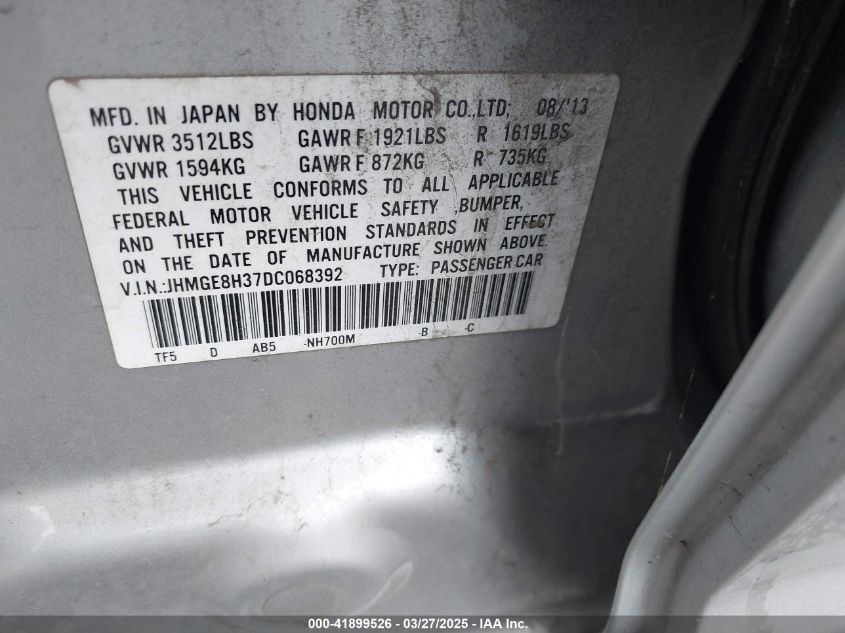 MFD. IN JAPAN BY HONDA MOTOR CO.,LTD; 08/'13
GVWR 3512LBS GAWR F 1921LBS R 1619LBS
GVWR 1594KG GAWR F 872KG R 735KG
THIS VEHICLE CONFORMS TO ALL APPLICABLE
FEDERAL MOTOR VEHICLE SAFETY ,BUMPER,
AND THEFT PREVENTION STANDARDS IN EFFECT
ON THE DATE OF MANUFACTURE SHOWN ABOVE.
V.I.N.:JHMGE8H37DC068392 TYPE: PASSENGER CAR
TF5 D AB5 -NH700M -B -C
000-41899526 - 03/27/2025 - IAA Inc.